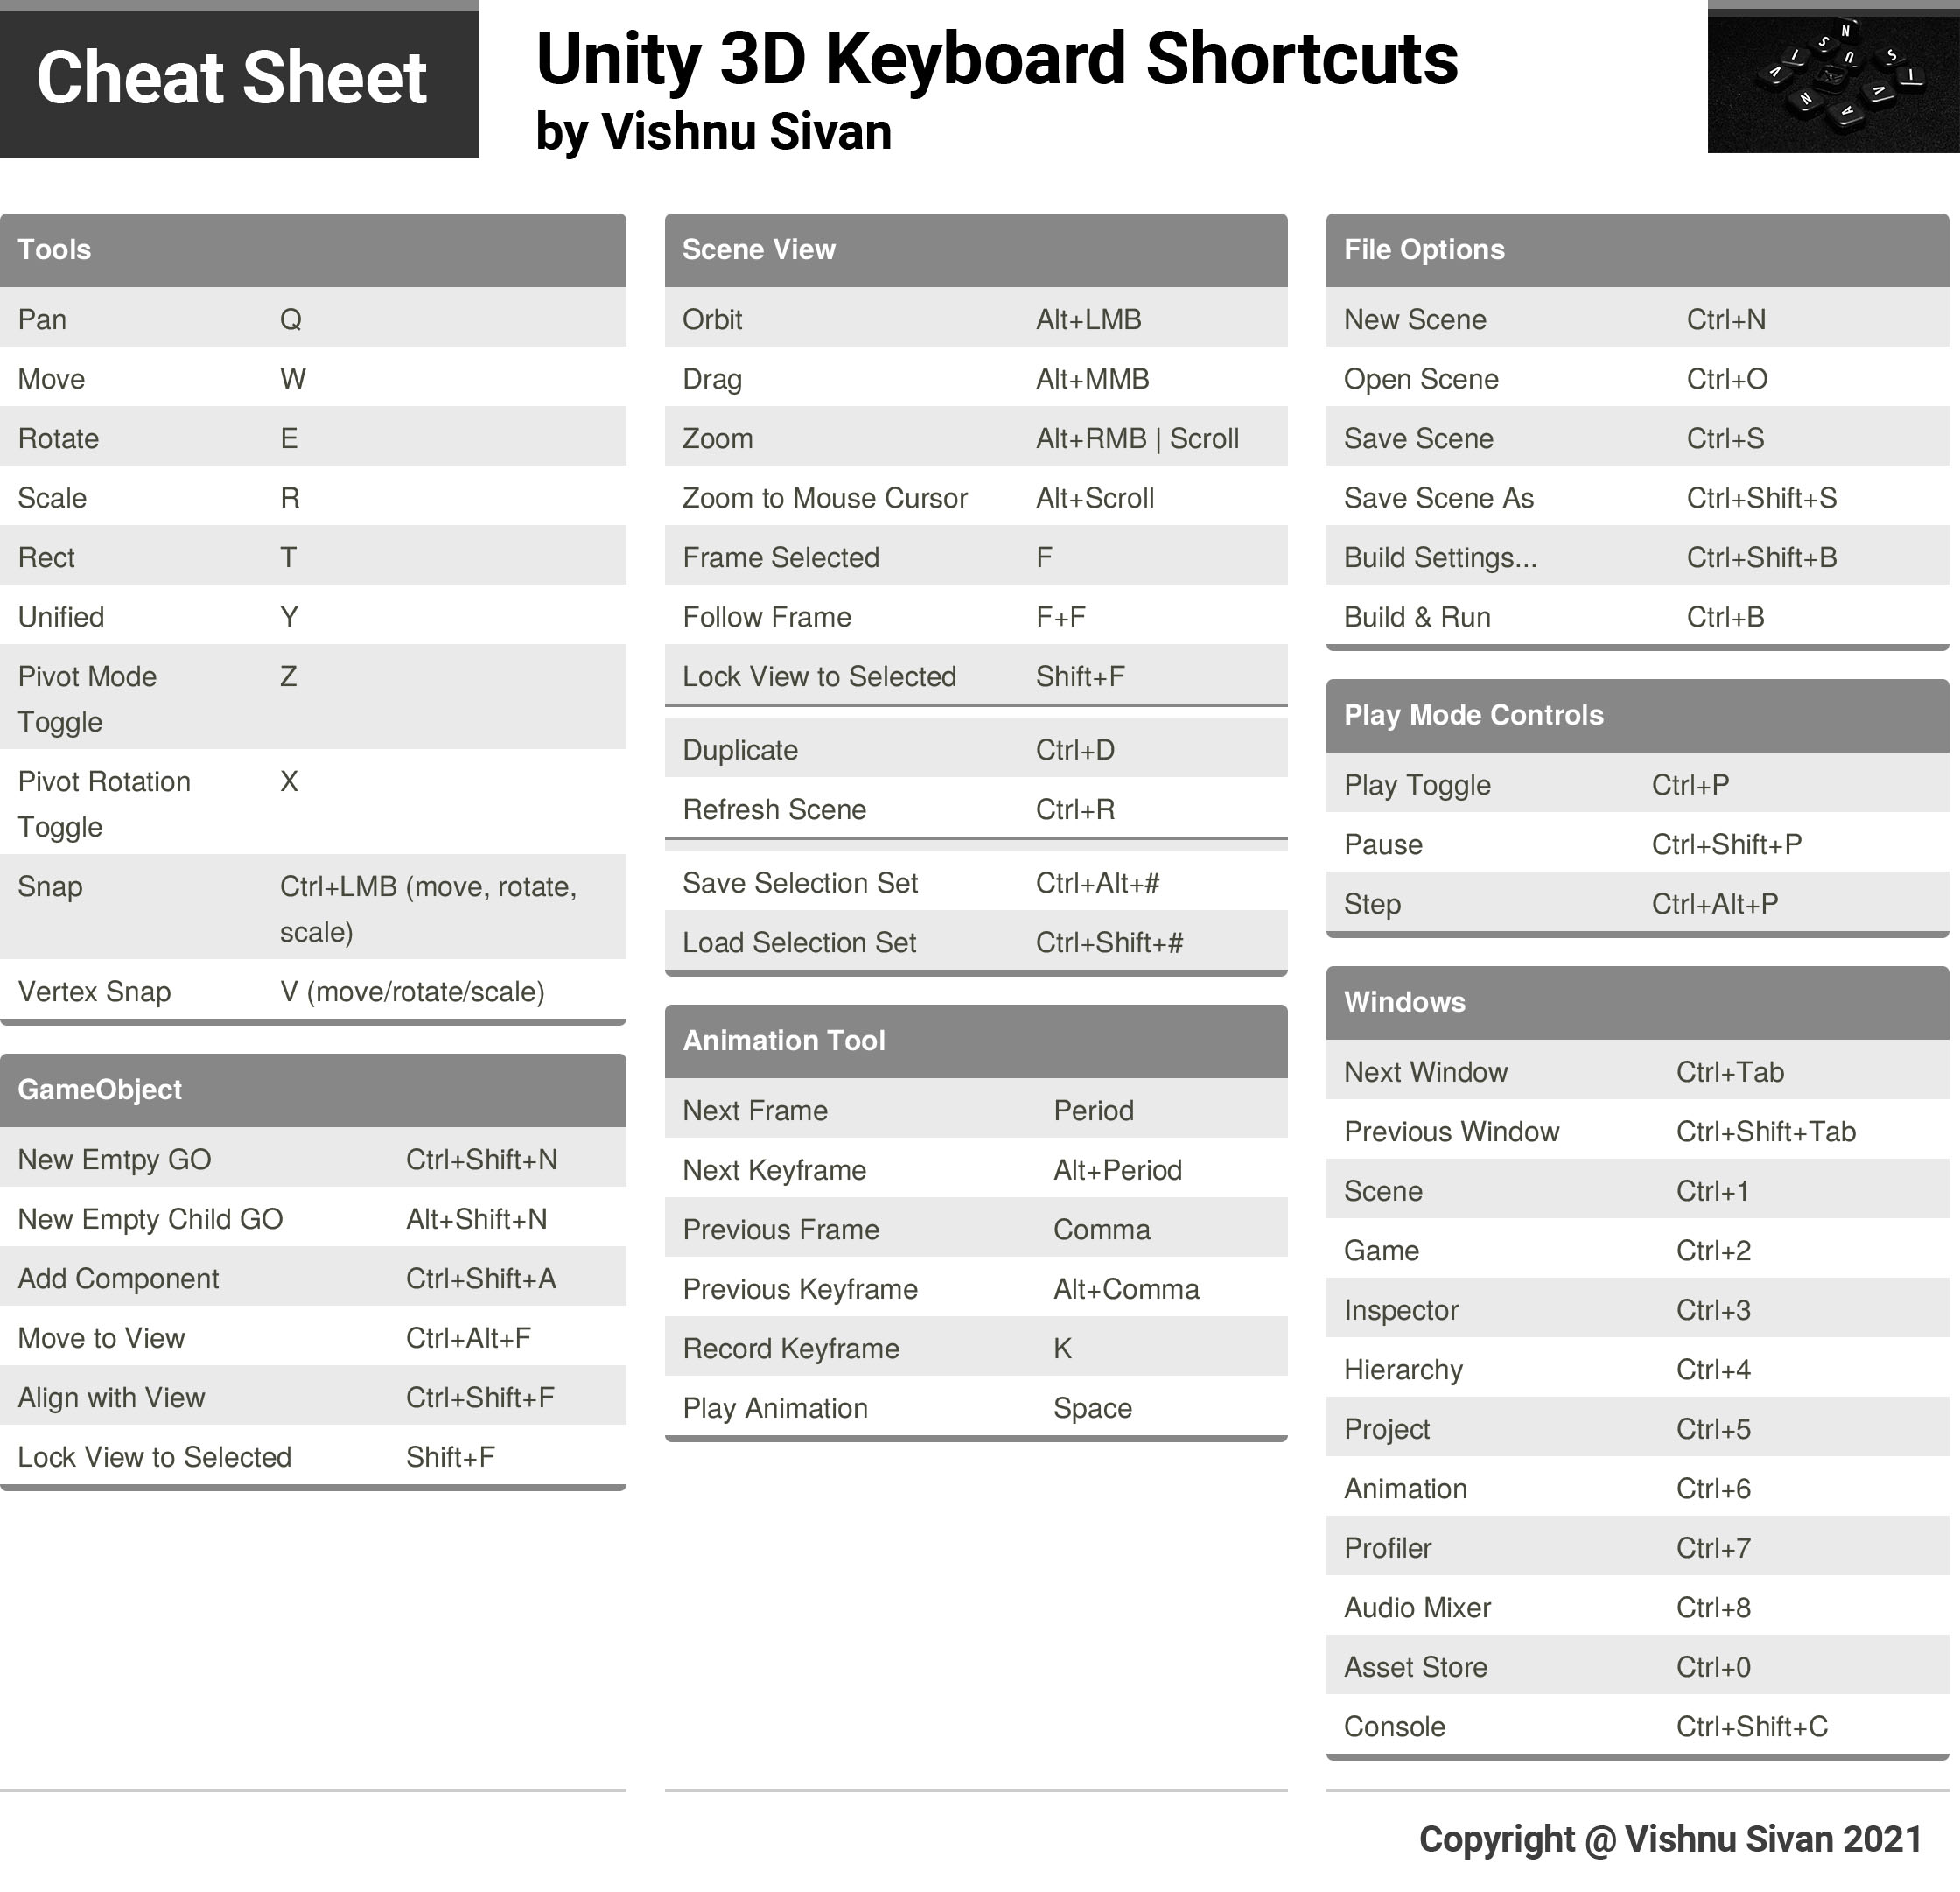 Cheat Sheet
Unity 3D Keyboard Shortcuts
by Vishnu Sivan
N
S U S
I I
A V
N A
Tools
Pan Q
Move W
Rotate E
Scale R
Rect T
Unified Y
Pivot Mode Z
Toggle
Pivot Rotation X
Toggle
Snap Ctrl+LMB (move, rotate,
scale)
Vertex Snap V (move/rotate/scale)
GameObject
New Emtpy GO Ctrl+Shift+N
New Empty Child GO Alt+Shift+N
Add Component Ctrl+Shift+A
Move to View Ctrl+Alt+F
Align with View Ctrl+Shift+F
Lock View to Selected Shift+F
Scene View
Orbit Alt+LMB
Drag Alt+MMB
Zoom Alt+RMB | Scroll
Zoom to Mouse Cursor Alt+Scroll
Frame Selected F
Follow Frame F+F
Lock View to Selected Shift+F
Duplicate Ctrl+D
Refresh Scene Ctrl+R
Save Selection Set Ctrl+Alt+#
Load Selection Set Ctrl+Shift+#
Animation Tool
Next Frame Period
Next Keyframe Alt+Period
Previous Frame Comma
Previous Keyframe Alt+Comma
Record Keyframe K
Play Animation Space
File Options
New Scene Ctrl+N
Open Scene Ctrl+O
Save Scene Ctrl+S
Save Scene As Ctrl+Shift+S
Build Settings... Ctrl+Shift+B
Build & Run Ctrl+B
Play Mode Controls
Play Toggle Ctrl+P
Pause Ctrl+Shift+P
Step Ctrl+Alt+P
Windows
Next Window Ctrl+Tab
Previous Window Ctrl+Shift+Tab
Scene Ctrl+1
Game Ctrl+2
Inspector Ctrl+3
Hierarchy Ctrl+4
Project Ctrl+5
Animation Ctrl+6
Profiler Ctrl+7
Audio Mixer Ctrl+8
Asset Store Ctrl+0
Console Ctrl+Shift+C
Copyright @ Vishnu Sivan 2021